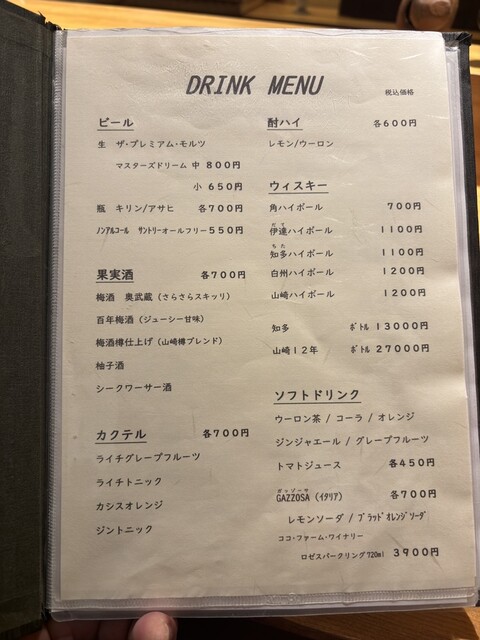 DRINK MENU
税込価格
ビール
生 ザ・プレミアム・モルツ
マスターズドリーム 中 800円
小 650円
瓶 キリン/アサヒ 各700円
ﾉﾝｱﾙｺｰﾙ サントリーオールフリー 550円
果実酒 各700円
梅酒 奥武蔵 (さらさらスッキリ)
百年梅酒 (ジューシー甘味)
梅酒樽仕上げ (山崎樽ブレンド)
柚子酒
シークワーサー酒
カクテル 各700円
ライチグレープフルーツ
ライチトニック
カシスオレンジ
ジントニック
酎ハイ 各600円
レモン/ウーロン
ウィスキー
角ハイボール 700円
だて
伊達ハイボール 1100円
ちた
知多ハイボール 1100円
白州ハイボール 1200円
山崎ハイボール 1200円
知多 ﾎﾞﾄﾙ 13000円
山崎12年 ﾎﾞﾄﾙ 27000円
ソフトドリンク
ウーロン茶 / コーラ / オレンジ
ジンジャエール / グレープフルーツ
トマトジュース 各450円
ガッゾーサ
GAZZOSA (ｲﾀﾘｱ) 各700円
レモンソーダ / ﾌﾞﾗｯﾄﾞｵﾚﾝｼﾞｿｰﾀﾞ
ココ・ファーム・ワイナリー
ロゼスパークリング720ml 3900円